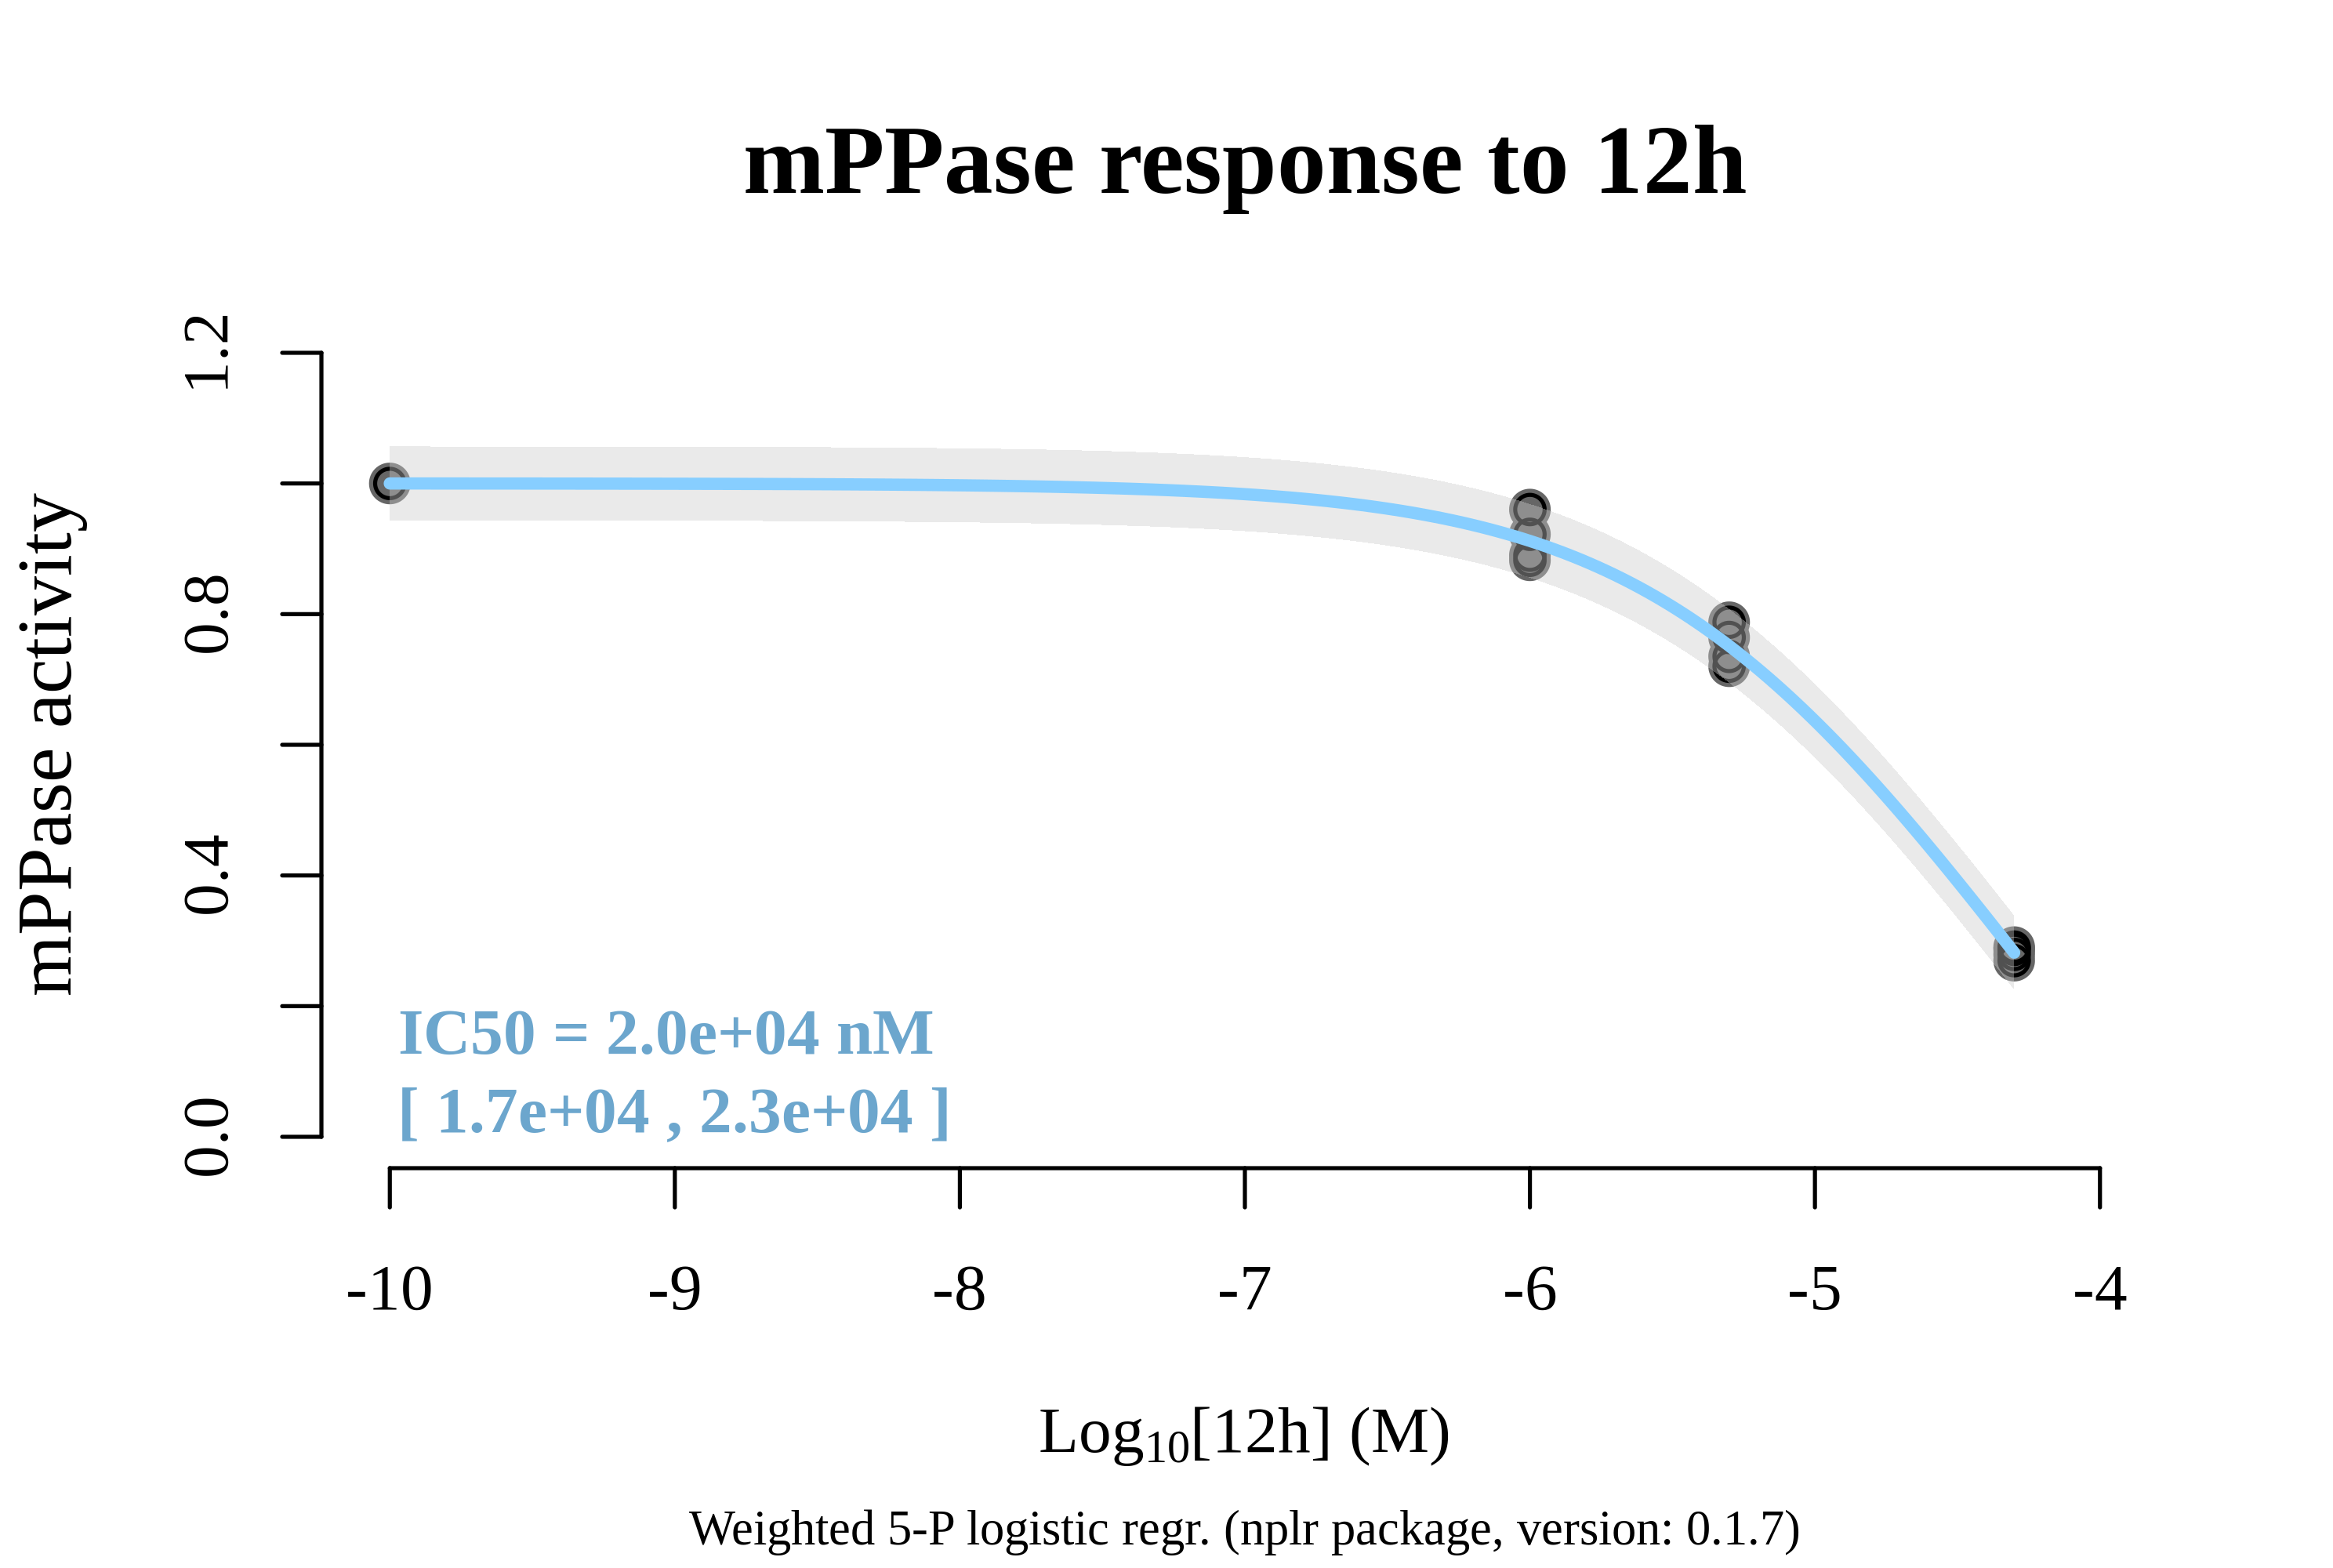 mPPase response to 12h
mPPase activity
1.2
0.8
0.4
0.0
IC50 = 2.0e+04 nM
[ 1.7e+04 , 2.3e+04 ]
-10 -9 -8 -7 -6 -5 -4
Log10[12h] (M)
Weighted 5-P logistic regr. (nplr package, version: 0.1.7)